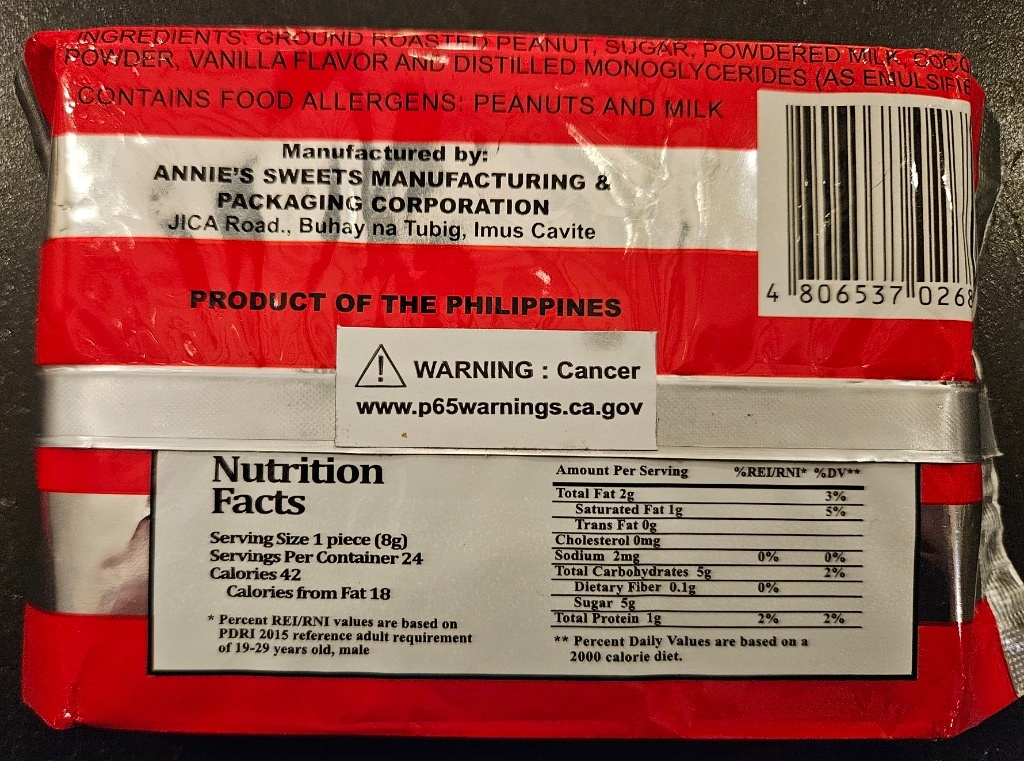 INGREDIENTS: GROUND ROASTED PEANUT, SUGAR, POWDERED MILK,
POWDER, VANILLA FLAVOR AND DISTILLED MONOGLYCERIDES (AS
CONTAINS FOOD ALLERGENS: PEANUTS AND MILK
Manufactured by:
ANNIE'S SWEETS MANUFACTURING &
PACKAGING CORPORATION
JICA Road., Buhay na Tubig, Imus Cavite
4 806537 0268
PRODUCT OF THE PHILIPPINES
WARNING : Cancer
www.p65warnings.ca.gov
Nutrition
Facts
Serving Size 1 piece (8g)
Servings Per Container 24
Calories 42
Calories from Fat 18
* Percent REI/RNI values are based on
PDRI 2015 reference adult requirement
of 19-29 years old, male
Amount Per Serving %REI/RNI* %DV**
Total Fat 2g 3%
Saturated Fat 1g 5%
Trans Fat 0g
Cholesterol 0mg
Sodium 2mg 0% 0%
Total Carbohydrates 5g 2%
Dietary Fiber 0.1g 0%
Sugar 5g
Total Protein 1g 2% 2%
** Percent Daily Values are based on a
2000 calorie diet.